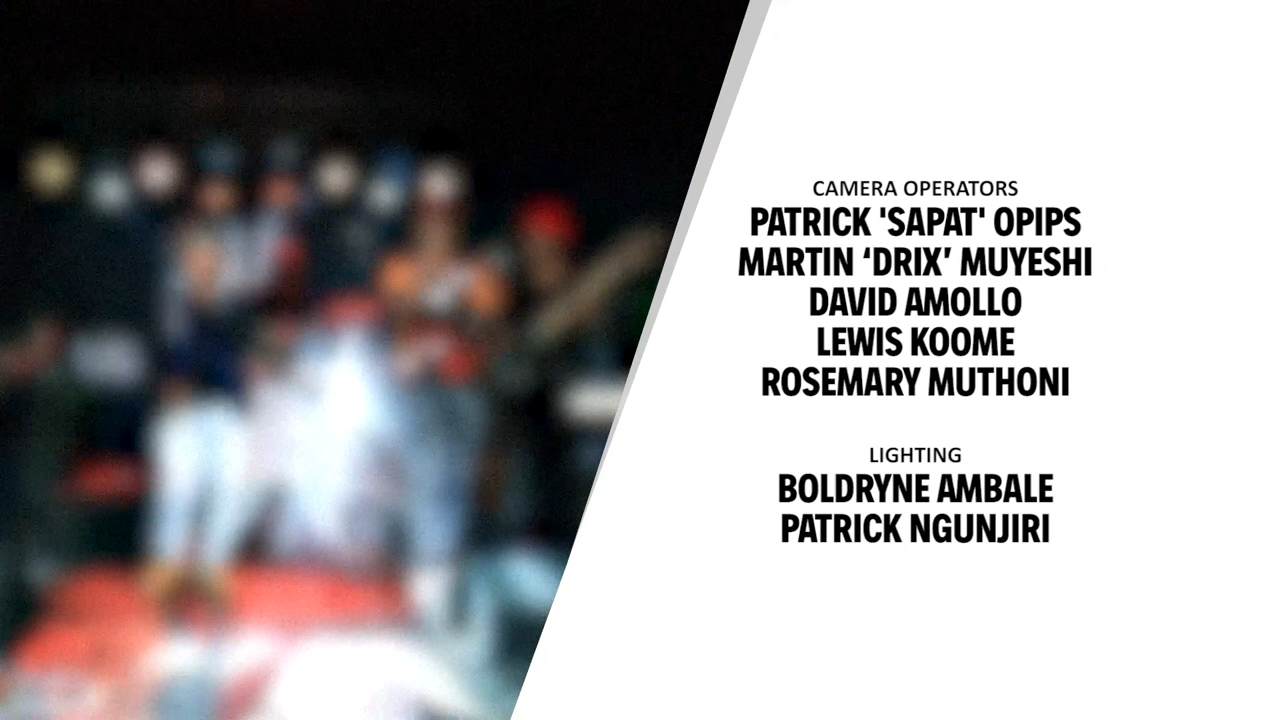 CAMERA OPERATORS
PATRICK 'SAPAT' OPIPS
MARTIN ‘DRIX’ MUYESHI
DAVID AMOLLO
LEWIS KOOME
ROSEMARY MUTHONI
LIGHTING
BOLDRYNE AMBALE
PATRICK NGUNJIRI